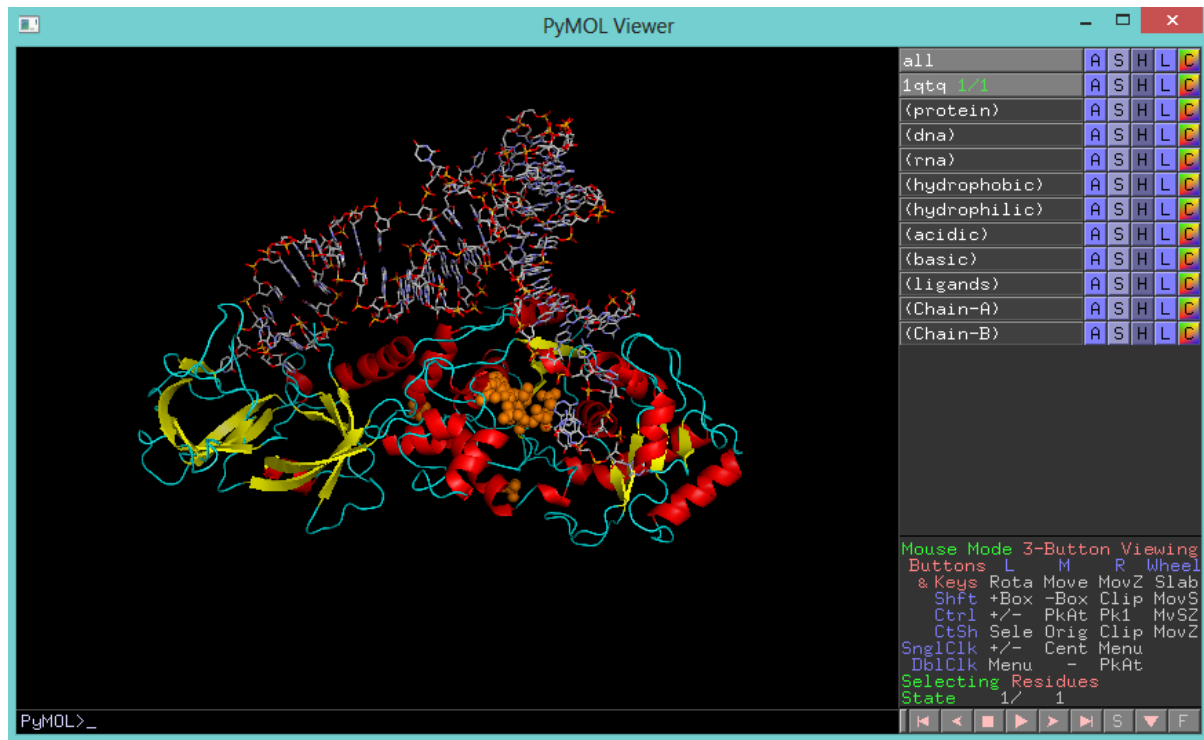 PyMOL Viewer
all A S H L C
1qtq 1/1 A S H L C
(protein) A S H L C
(dna) A S H L C
(rna) A S H L C
(hydrophobic) A S H L C
(hydrophilic) A S H L C
(acidic) A S H L C
(basic) A S H L C
(ligands) A S H L C
(Chain-A) A S H L C
(Chain-B) A S H L C
Mouse Mode 3-Button Viewing
Buttons L M R Wheel
& Keys Rota Move MovZ Slab
Shft +Box -Box Clip MovS
Ctrl +/- PkAt Pk1 MvSZ
CtSh Sele Orig Clip MovZ
SnglClk +/- Cent Menu
DblClk Menu - PkAt
Selecting Residues
State 1/ 1
PyMOL>_
S F